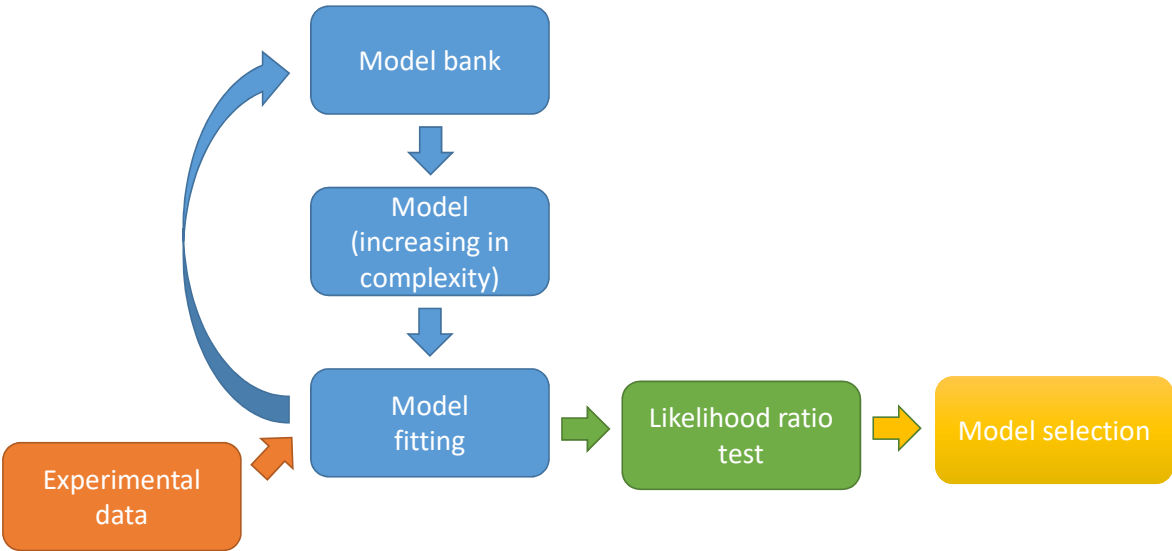 Model bank
Model
(increasing in
complexity)
Model
fitting
Likelihood ratio
test
Model selection
Experimental
data